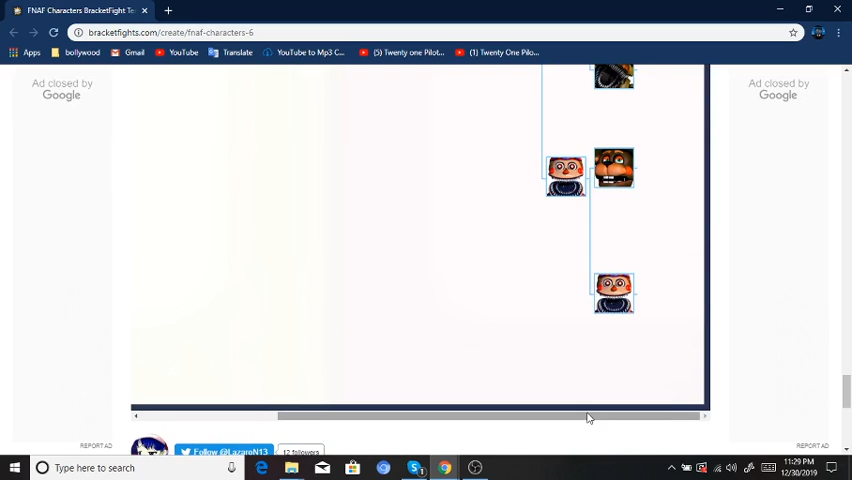 FNAF Characters BracketFight Te
bracketfights.com/create/fnaf-characters-6
Apps
bollywood
Gmail
YouTube
Translate
YouTube to Mp3 C...
(5) Twenty one Pilot...
(1) Twenty One Pilo...
Ad closed by
Google
Ad closed by
Google
REPORT AD
REPORT AD
Follow @LazaroN13
12 followers
Type here to search
1
11:29 PM
12/30/2019